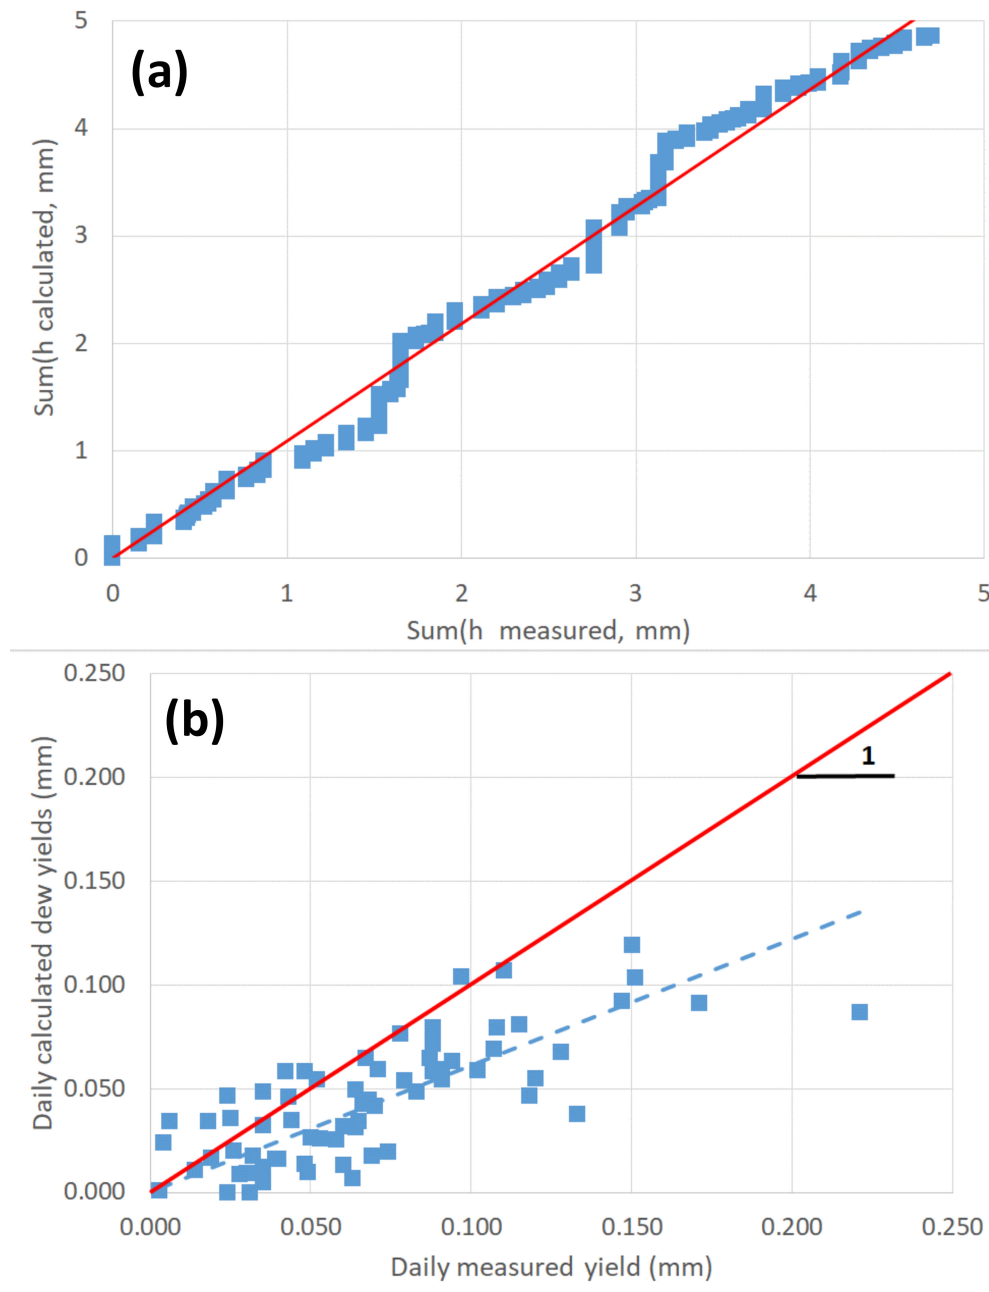 (a)
5
4
3
2
1
0
Sum(h calculated, mm)
0 1 2 3 4 5
Sum(h measured, mm)
(b)
0.250
0.200
0.150
0.100
0.050
0.000
Daily calculated dew yields (mm)
1
0.000 0.050 0.100 0.150 0.200 0.250
Daily measured yield (mm)